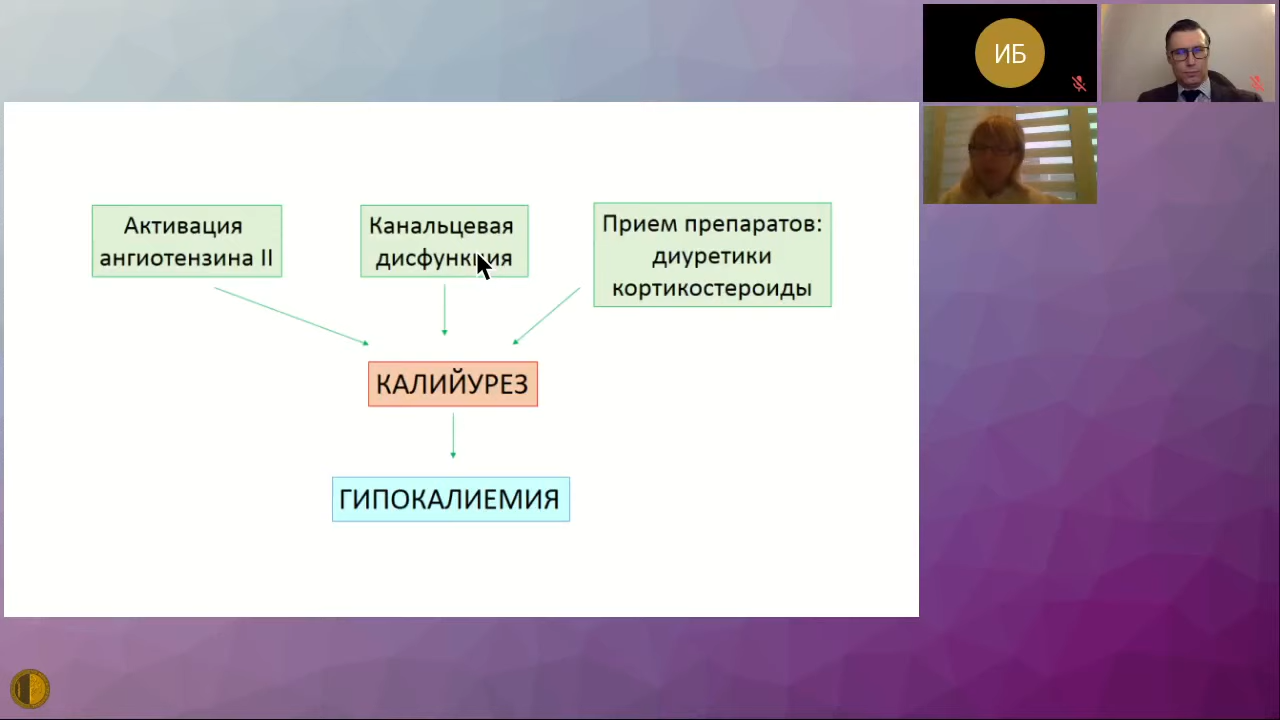 ИБ
Активация
ангиотензина II
Канальцевая
дисфункция
Прием препаратов:
диуретики
кортикостероиды
КАЛИЙУРЕЗ
ГИПОКАЛИЕМИЯ